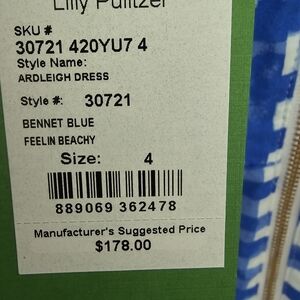 Lilly Pulitzer
SKU #
30721 420YU7 4
Style Name:
ARDLEIGH DRESS
Style #: 30721
BENNET BLUE
FEELIN BEACHY
Size: 4
889069 362478
Manufacturer's Suggested Price
$178.00